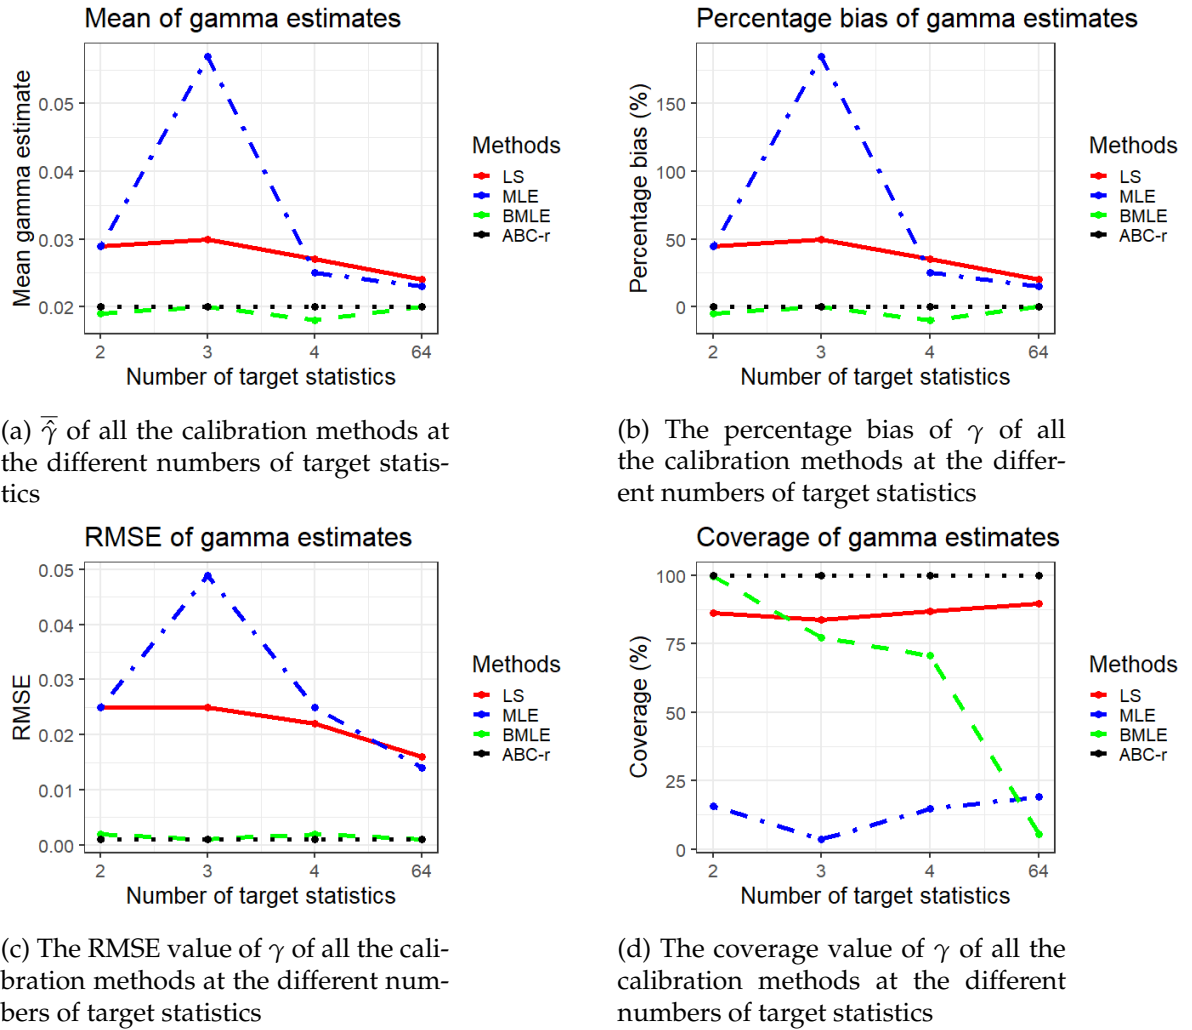 Mean of gamma estimates
Mean gamma estimate
0.05
0.04
0.03
0.02
2
3
4
64
Number of target statistics
Methods
LS
MLE
BMLE
ABC-r
(a) γ̂̅ of all the calibration methods at
the different numbers of target statis-
tics
Percentage bias of gamma estimates
Percentage bias (%)
150
100
50
0
2
3
4
64
Number of target statistics
Methods
LS
MLE
BMLE
ABC-r
(b) The percentage bias of γ of all
the calibration methods at the differ-
ent numbers of target statistics
RMSE of gamma estimates
RMSE
0.05
0.04
0.03
0.02
0.01
0.00
2
3
4
64
Number of target statistics
Methods
LS
MLE
BMLE
ABC-r
(c) The RMSE value of γ of all the cali-
bration methods at the different num-
bers of target statistics
Coverage of gamma estimates
Coverage (%)
100
75
50
25
0
2
3
4
64
Number of target statistics
Methods
LS
MLE
BMLE
ABC-r
(d) The coverage value of γ of all the
calibration methods at the different
numbers of target statistics